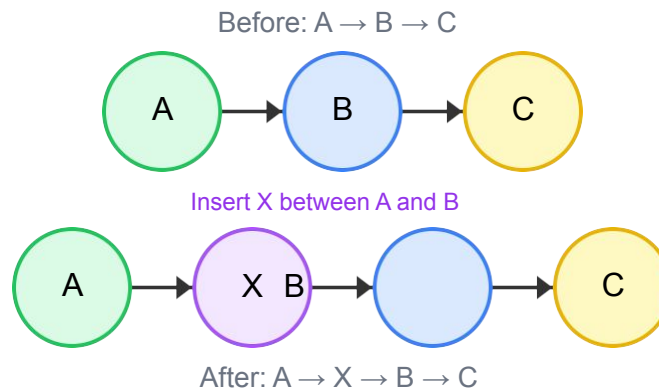 Before: A → B → C
A B C
Insert X between A and B
A X B C
After: A → X → B → C